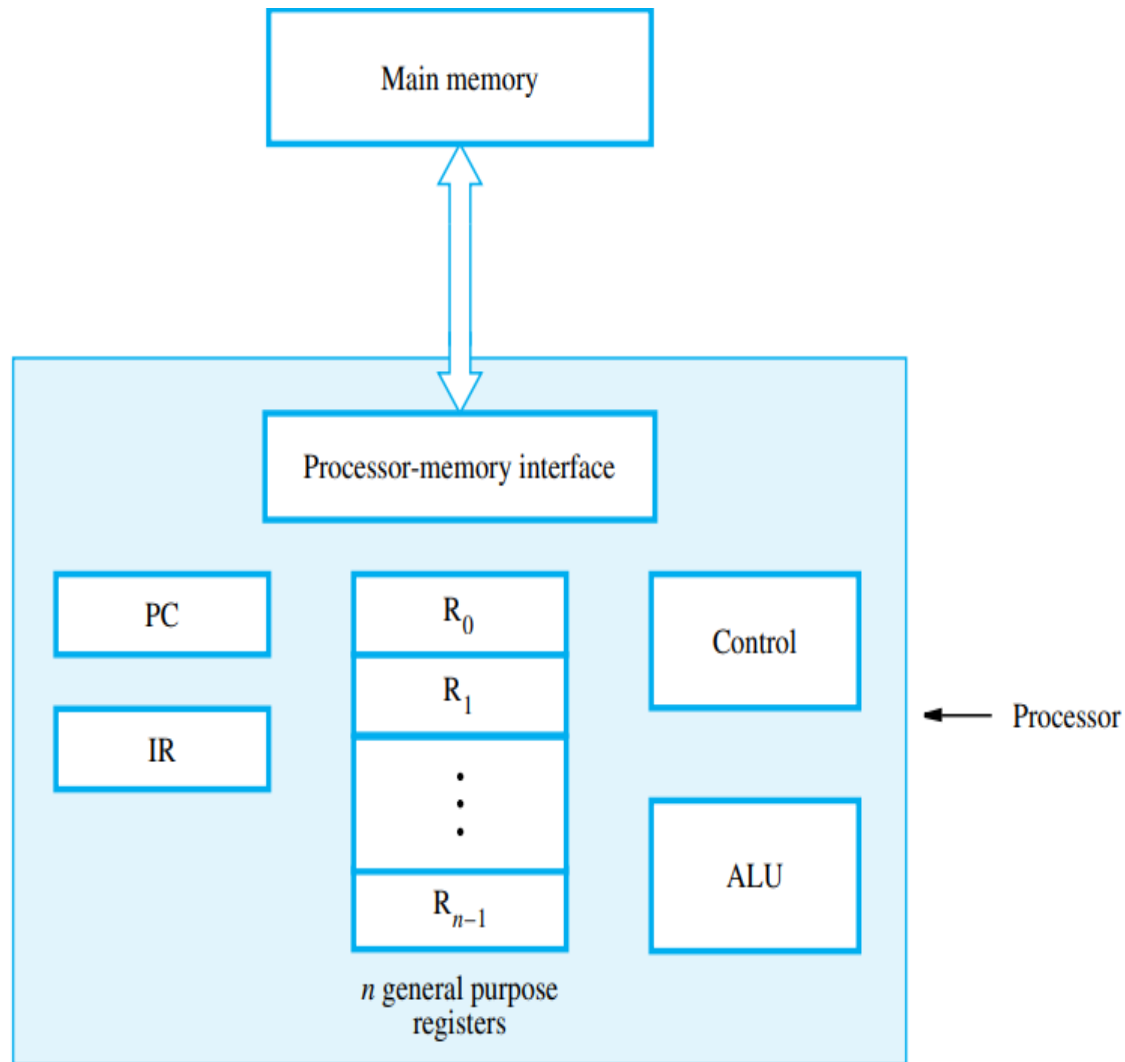 Main memory
Processor-memory interface
PC
IR
R0
R1
Rn–1
n general purpose
registers
Control
ALU
Processor